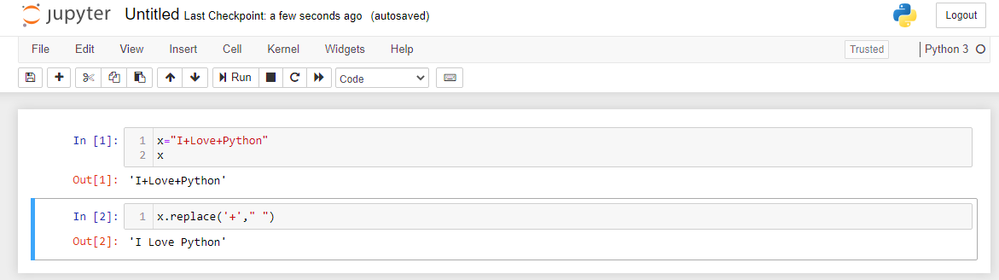 jupyter Untitled Last Checkpoint: a few seconds ago (autosaved)
Logout
File Edit View Insert Cell Kernel Widgets Help
Trusted
Python 3
Run
Code
In [1]:
1 x="I+Love+Python"
2 x
Out[1]: 'I+Love+Python'
In [2]:
1 x.replace('+'," ")
Out[2]: 'I Love Python'